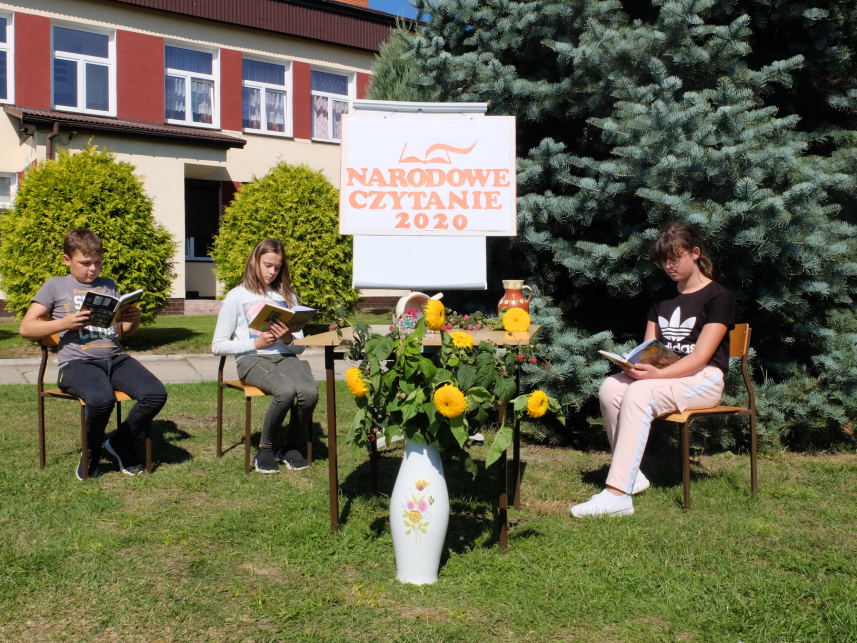 NARODOWE
CZYTANIE
2020
adidas